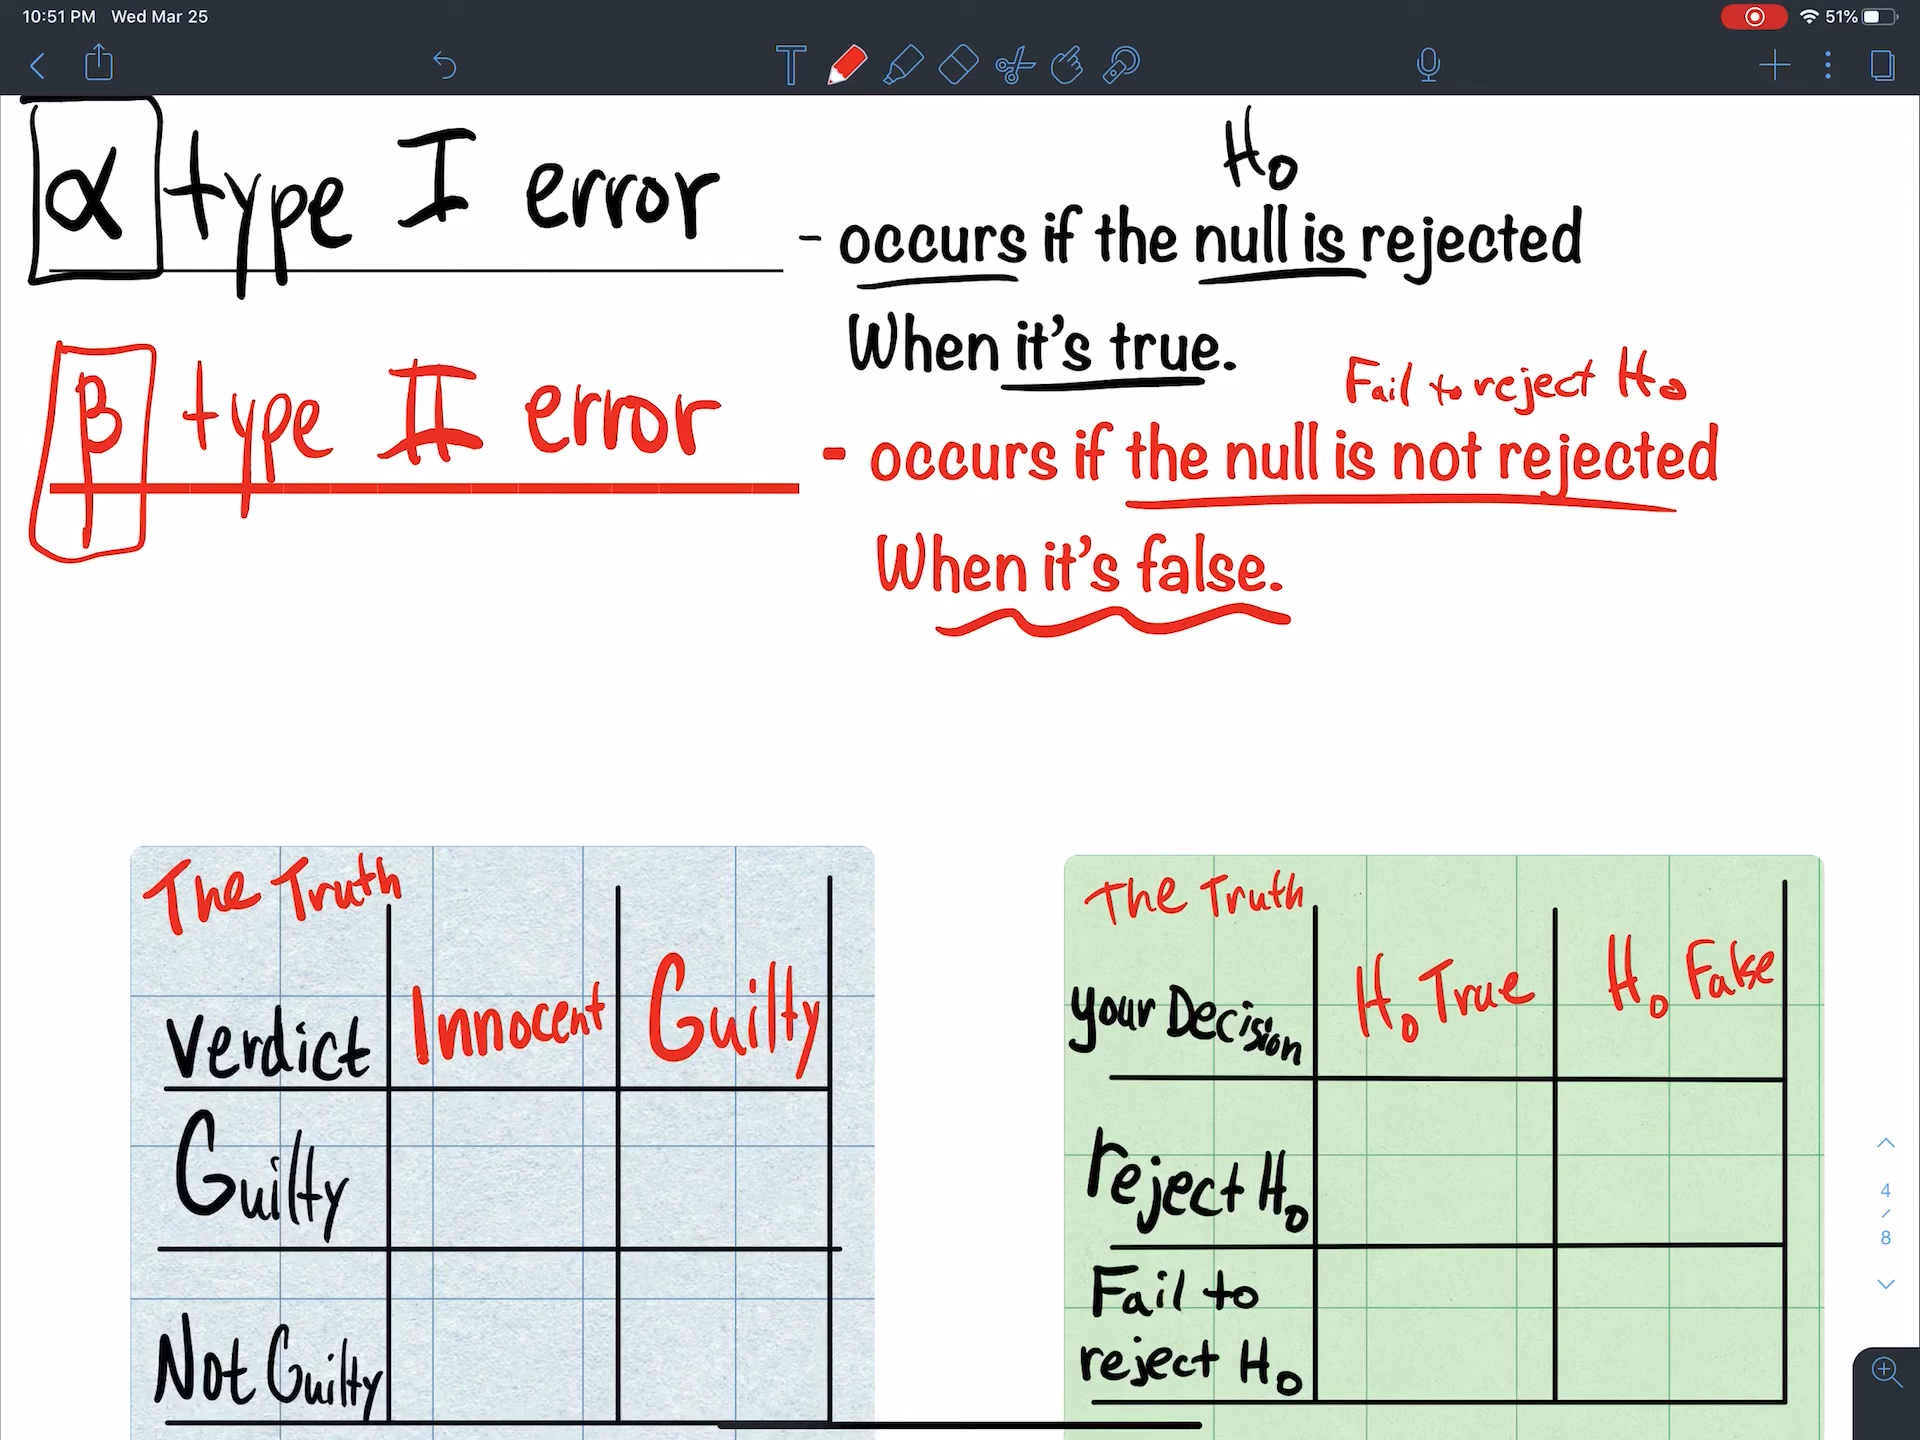 10:51 PM Wed Mar 25
51%
H₀
α type I error
- occurs if the null is rejected
When it's true.
Fail to reject H₀
β type II error
- occurs if the null is not rejected
When it's false.
The Truth
Verdict Innocent Guilty
Guilty
Not Guilty
The Truth
your Decision H₀ True H₀ False
reject H₀
Fail to
reject H₀
4
/
8